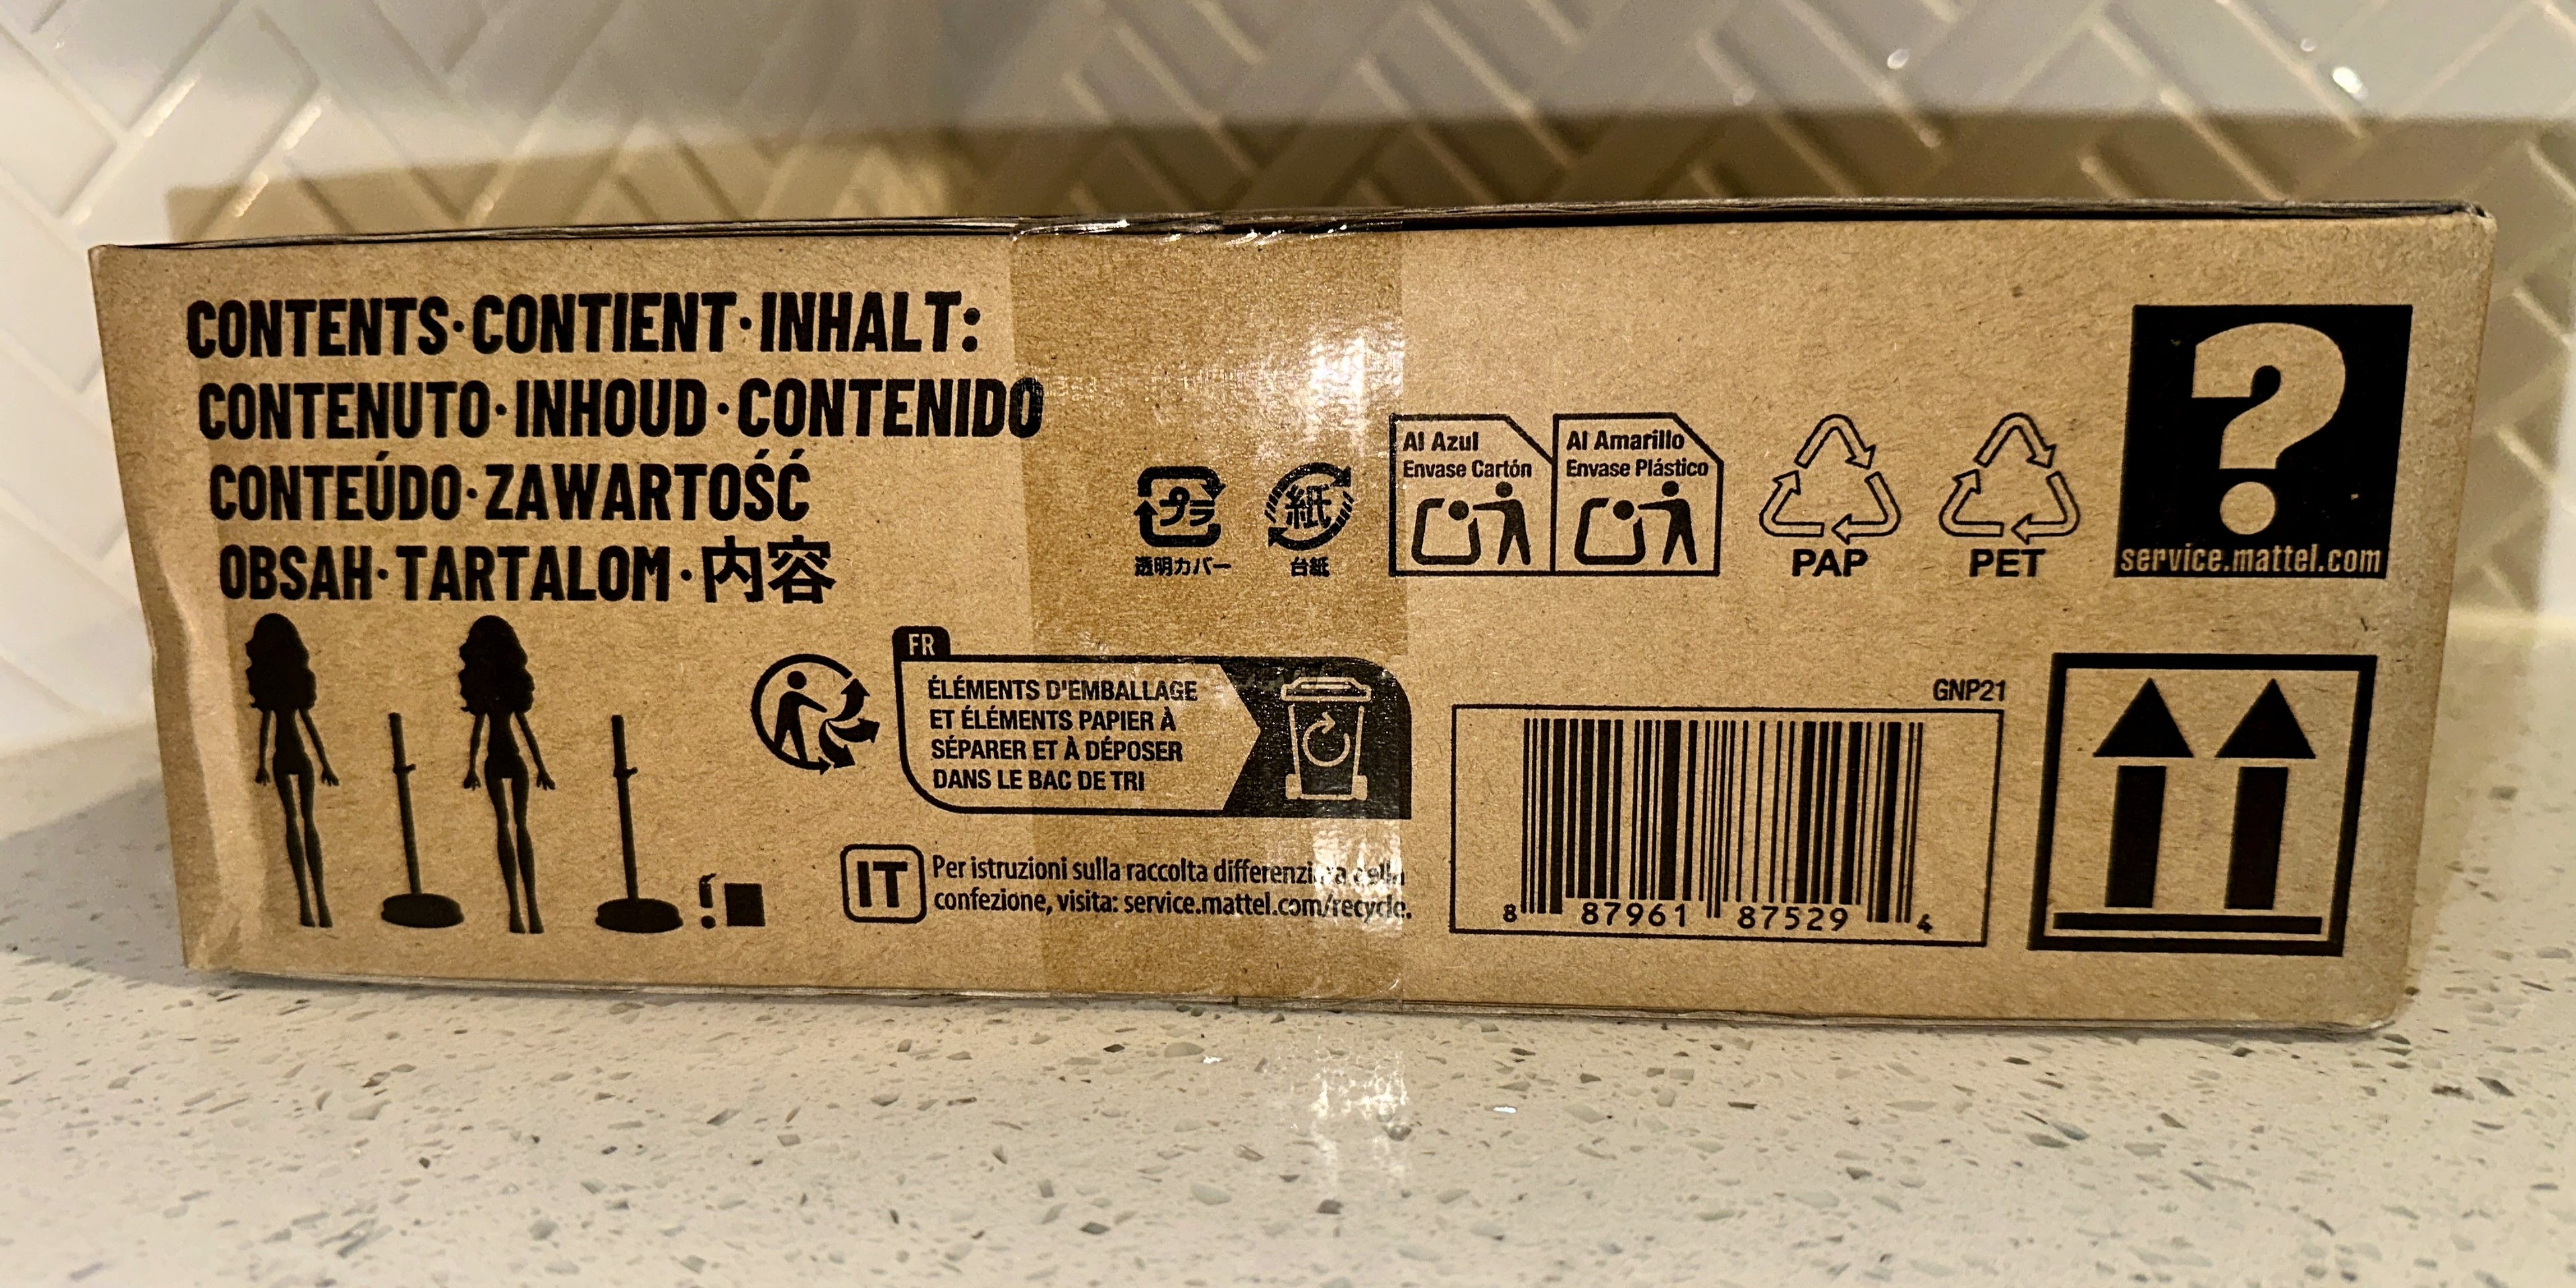 CONTENTS·CONTIENT·INHALT:
CONTENUTO·INHOUD·CONTENIDO
CONTEÚDO·ZAWARTOŚĆ
OBSAH·TARTALOM·内容
プラ
透明カバー
紙
台紙
Al Azul
Envase Cartón
Al Amarillo
Envase Plástico
PAP
PET
?
service.mattel.com
FR
ÉLÉMENTS D'EMBALLAGE
ET ÉLÉMENTS PAPIER À
SÉPARER ET À DÉPOSER
DANS LE BAC DE TRI
IT
Per istruzioni sulla raccolta differenziata della
confezione, visita: service.mattel.com/recycle.
GNP21
8 87961 87529 4